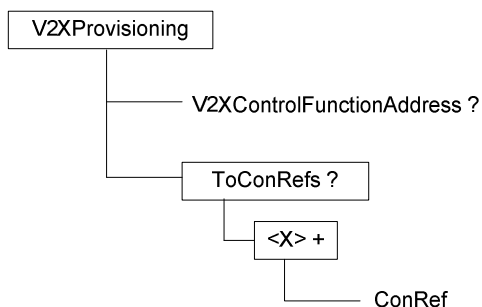 V2XProvisioning
V2XControlFunctionAddress ?
ToConRefs ?
<X> +
ConRef